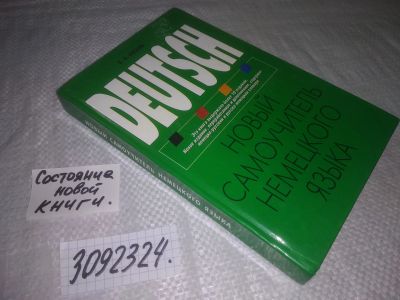 DEUTSCH
НОВЫЙ
САМОУЧИТЕЛЬ
НЕМЕЦКОГО
ЯЗЫКА
НОВЫЙ САМОУЧИТЕЛЬ НЕМЕЦКОГО ЯЗЫКА
Состояние
новой
книги.
3092324.